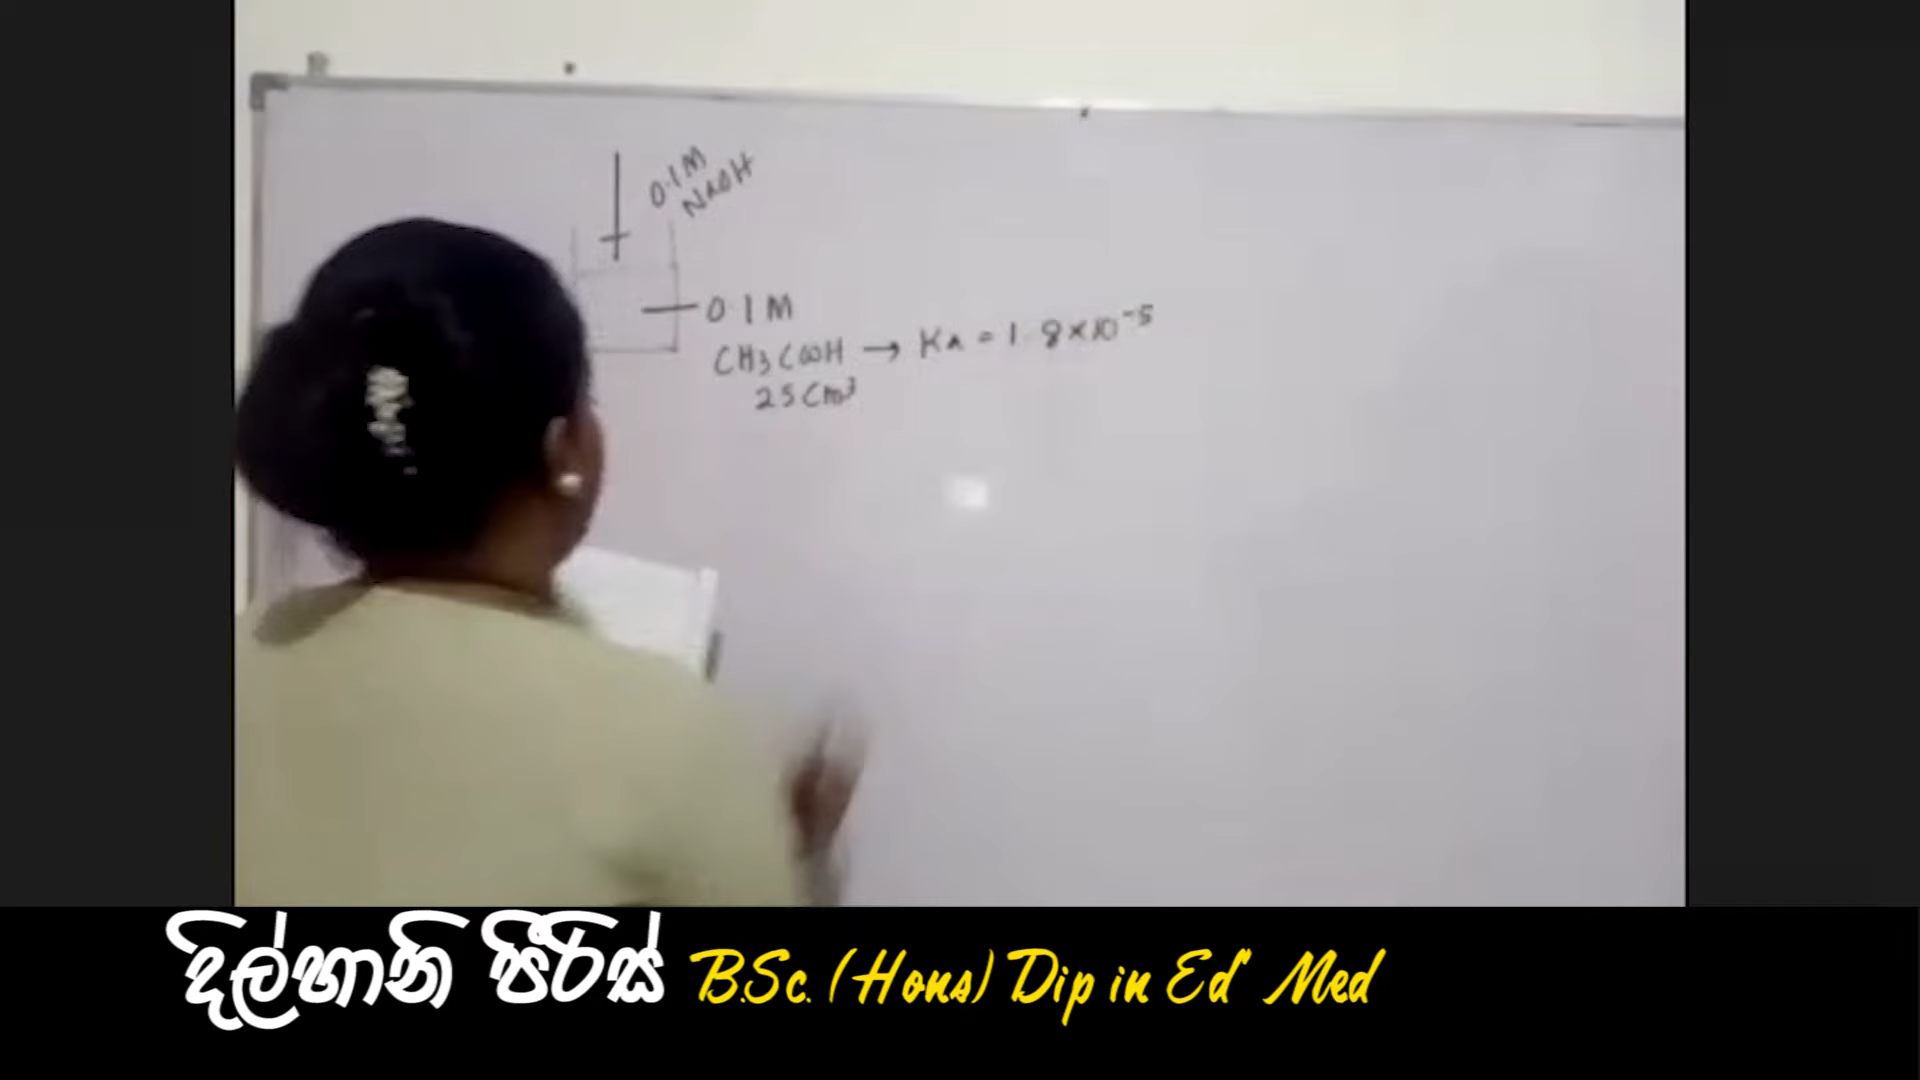 0.1M
NaOH
0.1M
CH3COOH → Ka = 1.8×10⁻⁵
25cm³
දිල්හානි පීරිස් B.Sc. (Hons) Dip in Ed Med